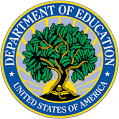 DEPARTMENT OF EDUCATION
UNITED STATES OF AMERICA